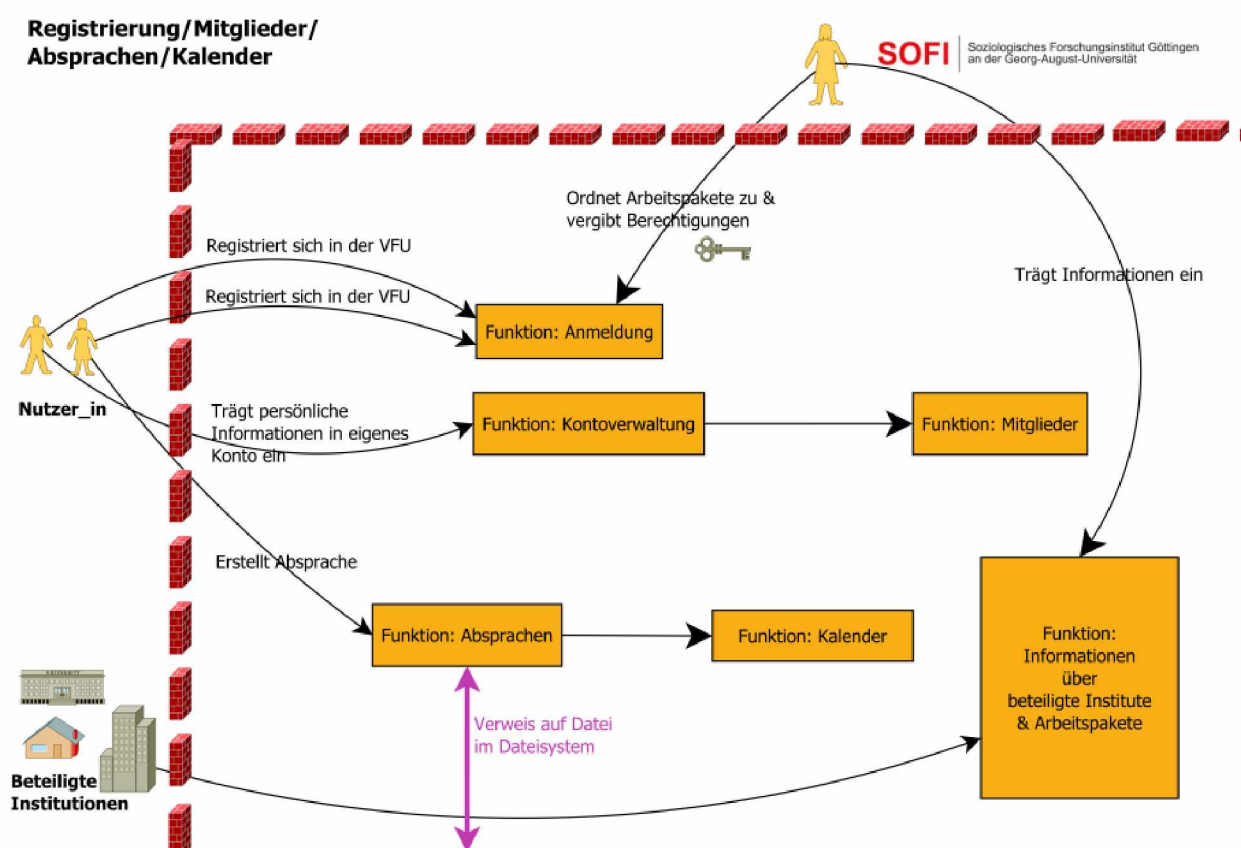 Registrierung/Mitglieder/
Absprachen/Kalender
SOFI
Soziologisches Forschungsinstitut Göttingen
an der Georg-August-Universität
Ordnet Arbeitspakete zu &
vergibt Berechtigungen
Registriert sich in der VFU
Trägt Informationen ein
Registriert sich in der VFU
Funktion: Anmeldung
Nutzer_in
Trägt persönliche
Informationen in eigenes
Konto ein
Funktion: Kontoverwaltung
Funktion: Mitglieder
Erstellt Absprache
Funktion: Absprachen
Funktion: Kalender
Funktion:
Informationen
über
beteiligte Institute
& Arbeitspakete
UNIVERSITY
Verweis auf Datei
im Dateisystem
Beteiligte
Institutionen